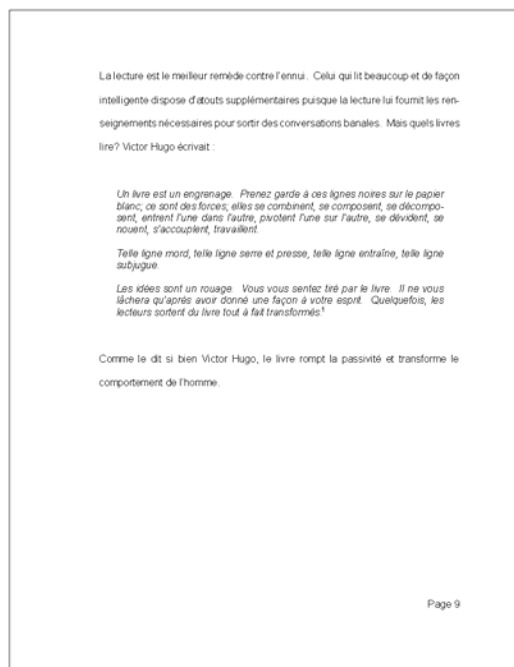 La lecture est le meilleur remède contre l'ennui. Celui qui lit beaucoup et de façon
intelligente dispose d'atouts supplémentaires puisque la lecture lui fournit les ren-
seignements nécessaires pour sortir des conversations banales. Mais quels livres
lire? Victor Hugo écrivait :
Un livre est un engrenage. Prenez garde à ces lignes noires sur le papier
blanc; ce sont des forces; elles se combinent, se composent, se décompo-
sent, entrent l'une dans l'autre, pivotent l'une sur l'autre, se dévident, se
nouent, s'accouplent, travaillent.
Telle ligne mord, telle ligne serre et presse, telle ligne entraîne, telle ligne
subjugue.
Les idées sont un rouage. Vous vous sentez tiré par le livre. Il ne vous
lâchera qu'après avoir donné une façon à votre esprit. Quelquefois, les
lecteurs sortent du livre tout à fait transformés.¹
Comme le dit si bien Victor Hugo, le livre rompt la passivité et transforme le
comportement de l'homme.
Page 9